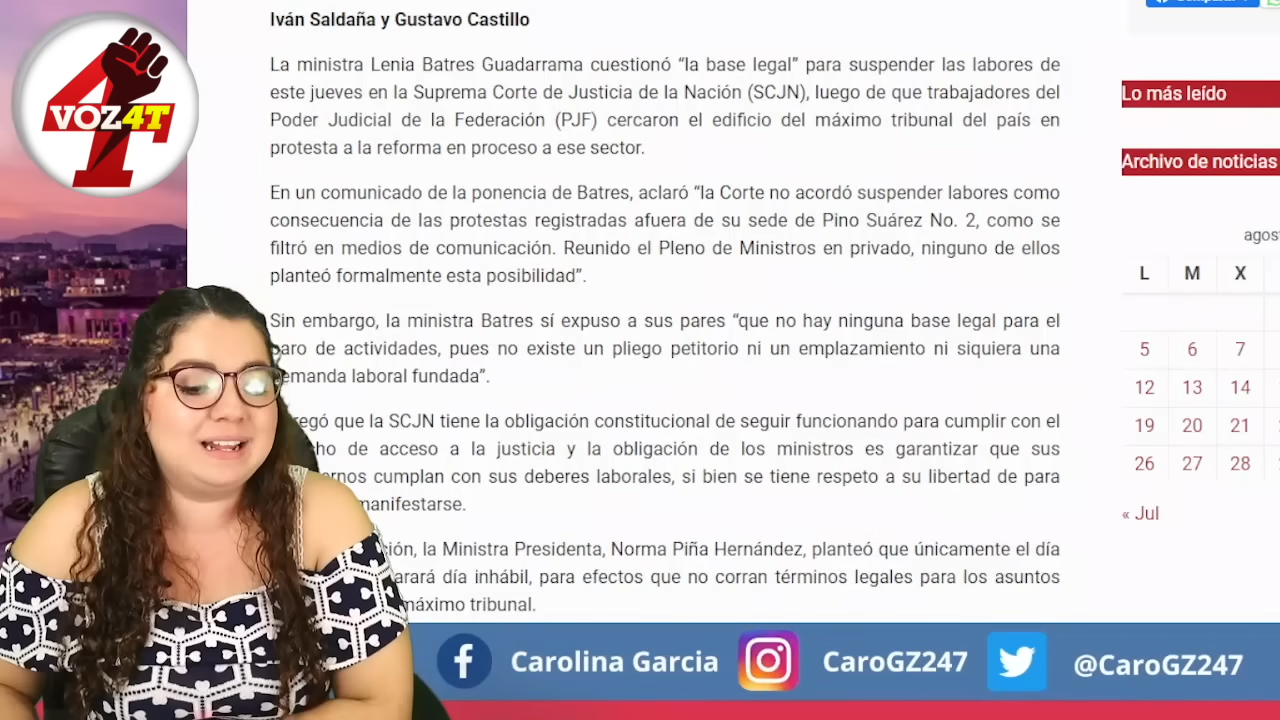 VOZ4T
Iván Saldaña y Gustavo Castillo
La ministra Lenia Batres Guadarrama cuestionó “la base legal” para suspender las labores de
este jueves en la Suprema Corte de Justicia de la Nación (SCJN), luego de que trabajadores del
Poder Judicial de la Federación (PJF) cercaron el edificio del máximo tribunal del país en
protesta a la reforma en proceso a ese sector.
En un comunicado de la ponencia de Batres, aclaró “la Corte no acordó suspender labores como
consecuencia de las protestas registradas afuera de su sede de Pino Suárez No. 2, como se
filtró en medios de comunicación. Reunido el Pleno de Ministros en privado, ninguno de ellos
planteó formalmente esta posibilidad”.
Sin embargo, la ministra Batres sí expuso a sus pares “que no hay ninguna base legal para el
paro de actividades, pues no existe un pliego petitorio ni un emplazamiento ni siquiera una
demanda laboral fundada”.
regó que la SCJN tiene la obligación constitucional de seguir funcionando para cumplir con el
ho de acceso a la justicia y la obligación de los ministros es garantizar que sus
rnos cumplan con sus deberes laborales, si bien se tiene respeto a su libertad de para
manifestarse.
ción, la Ministra Presidenta, Norma Piña Hernández, planteó que únicamente el día
arará día inhábil, para efectos que no corran términos legales para los asuntos
máximo tribunal.
Lo más leído
Archivo de noticias
agos
L M X
5 6 7
12 13 14
19 20 21
26 27 28
« Jul
Carolina Garcia CaroGZ247 @CaroGZ247